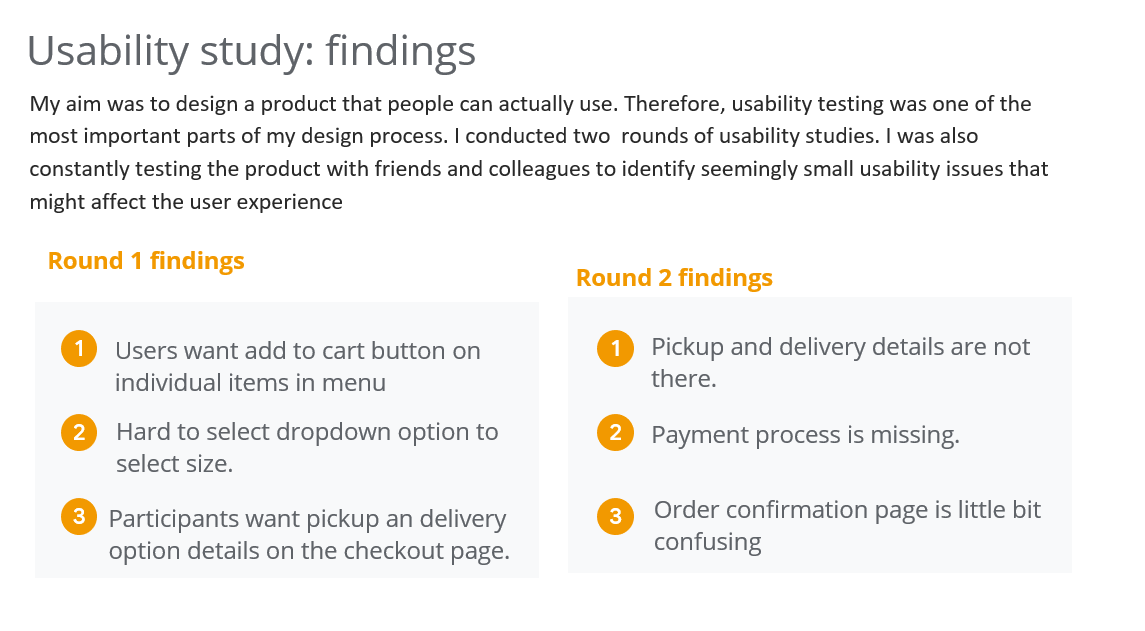 Usability study: findings
My aim was to design a product that people can actually use. Therefore, usability testing was one of the
most important parts of my design process. I conducted two  rounds of usability studies. I was also
constantly testing the product with friends and colleagues to identify seemingly small usability issues that
might affect the user experience
Round 1 findings
1 Users want add to cart button on
individual items in menu
2 Hard to select dropdown option to
select size.
3 Participants want pickup an delivery
option details on the checkout page.
Round 2 findings
1 Pickup and delivery details are not
there.
2 Payment process is missing.
3 Order confirmation page is little bit
confusing